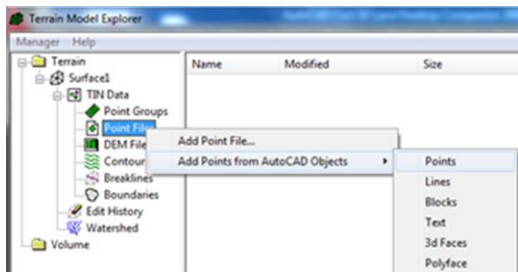 Terrain Model Explorer
Manager Help
Terrain
Surface1
TIN Data
Point Groups
Point File
DEM File
Contour
Breaklines
Boundaries
Edit History
Watershed
Volume
Name Modified Size
Add Point File...
Add Points from AutoCAD Objects
Points
Lines
Blocks
Text
3d Faces
Polyface